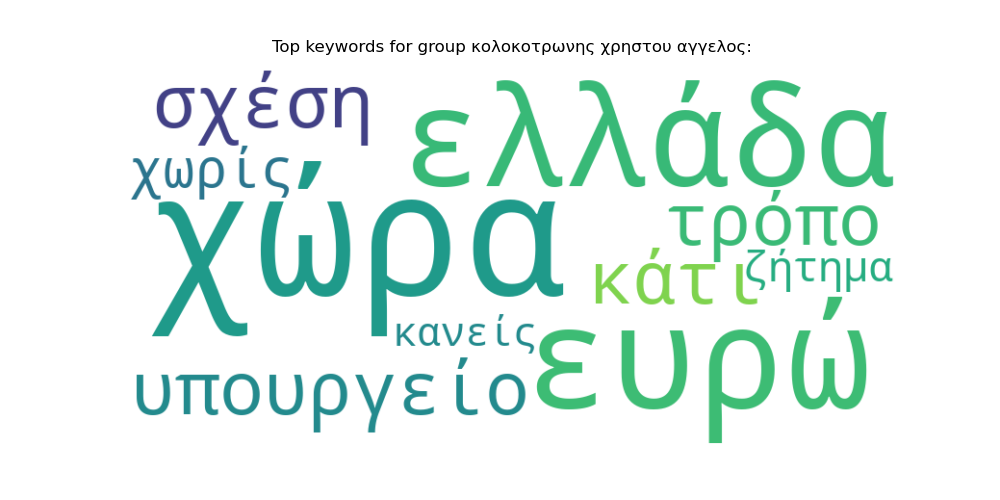 Top keywords for group κολοκοτρωνης χρηστου αγγελος:
σχέση
ελλάδα
χωρίς
χώρα
τρόπο
κάτι
ζήτημα
κανείς
ευρώ
υπουργείο